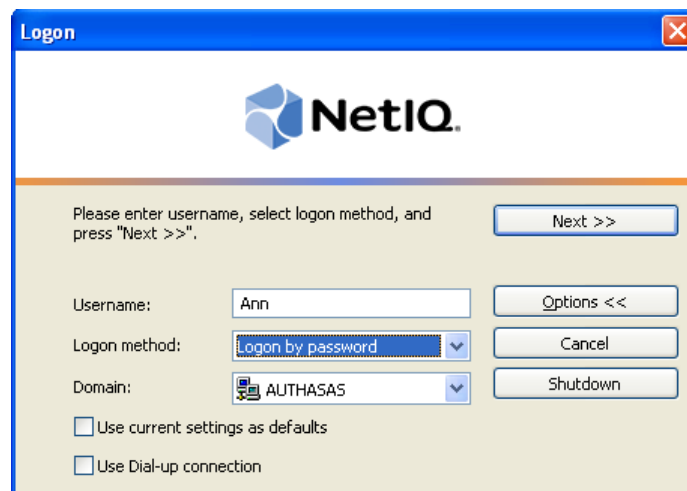 Logon
NetIQ.
Please enter username, select logon method, and
press "Next >>".
Next >>
Username:
Ann
Options <<
Logon method:
Logon by password
Cancel
Domain:
AUTHASAS
Shutdown
Use current settings as defaults
Use Dial-up connection